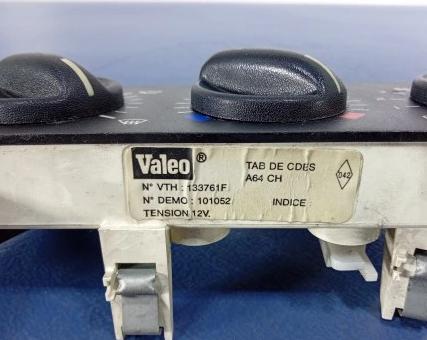 Valeo ®
TAB DE CDES
A64 CH
042
N° VTH : 133761F
N° DEMO : 101052
INDICE :
TENSION 12V.